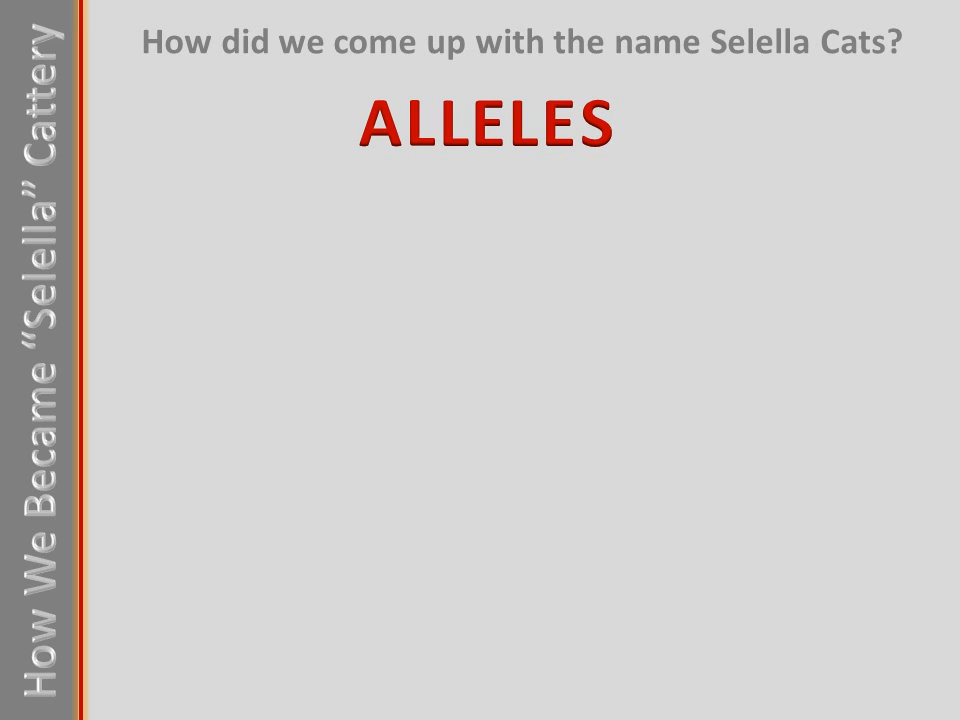 How We Became “Selella” Cattery
How did we come up with the name Selella Cats?
ALLELES